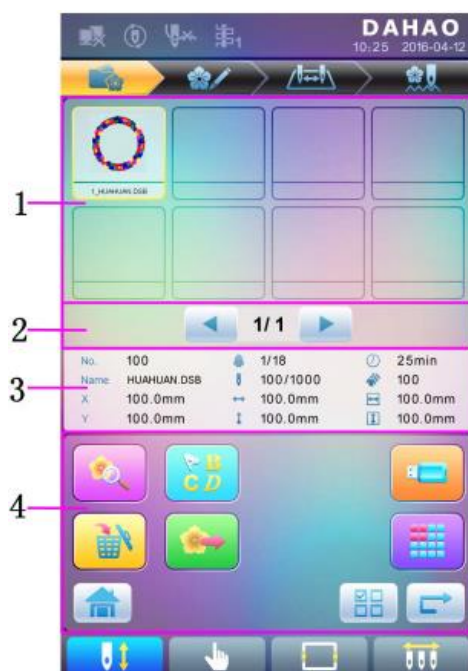 DAHAO
1
10:25 2016-04-12
1_HUAHUAN.DSB
1
2
1/1
3
No. 100 1/18 25min
Name HUAHUAN.DSB 100/1000 100
X 100.0mm 100.0mm 100.0mm
Y 100.0mm 100.0mm 100.0mm
4
B
C D